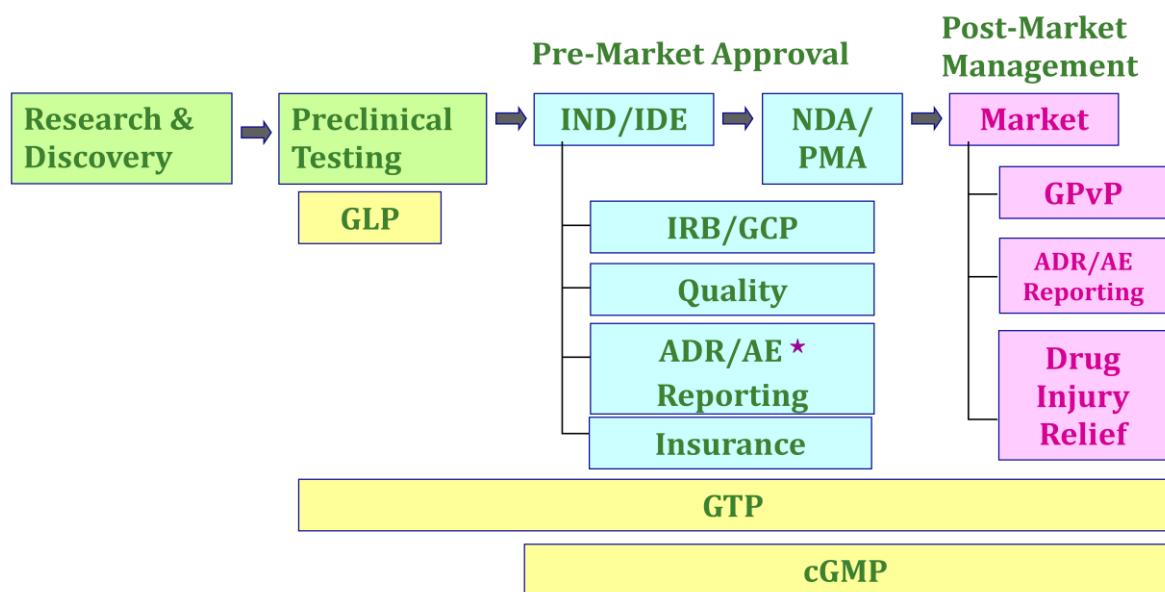 Pre-Market Approval
Post-Market
Management
Research &
Discovery
Preclinical
Testing
IND/IDE
NDA/
PMA
Market
GLP
IRB/GCP
Quality
ADR/AE ★
Reporting
Insurance
GPvP
ADR/AE
Reporting
Drug
Injury
Relief
GTP
cGMP